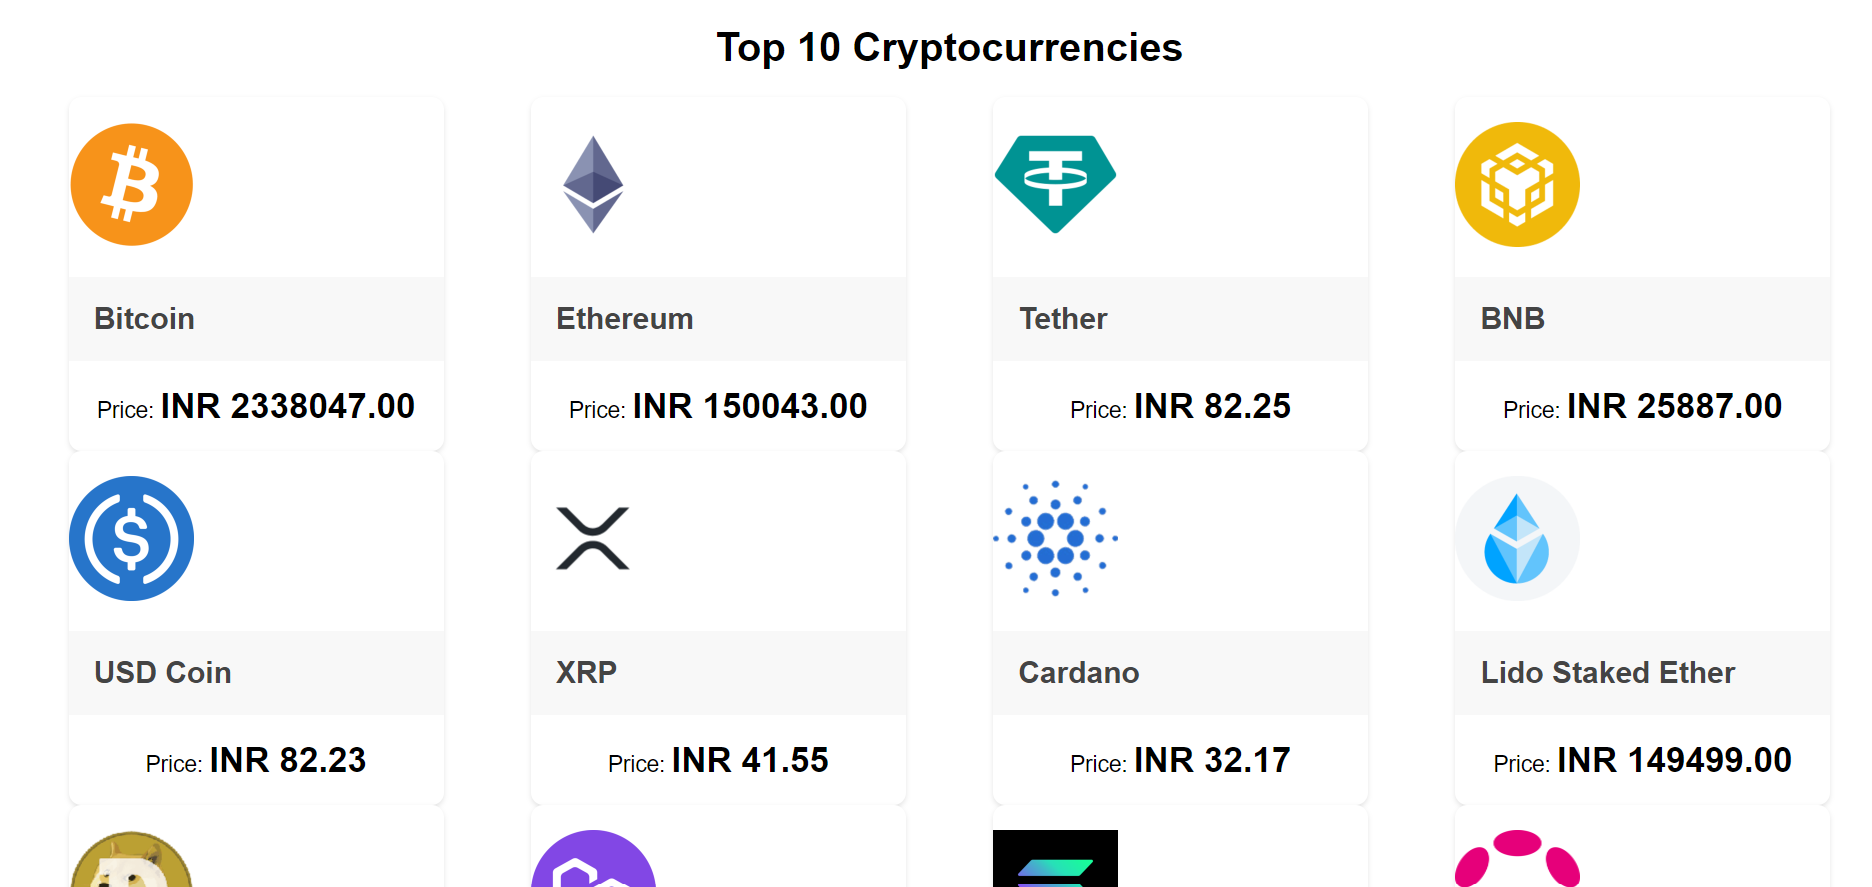 Top 10 Cryptocurrencies
Bitcoin
Price: INR 2338047.00
Ethereum
Price: INR 150043.00
Tether
Price: INR 82.25
BNB
Price: INR 25887.00
USD Coin
Price: INR 82.23
XRP
Price: INR 41.55
Cardano
Price: INR 32.17
Lido Staked Ether
Price: INR 149499.00